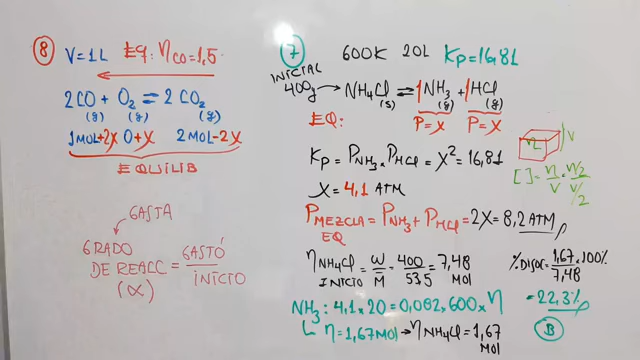 8 V=1L Eq: ηCO=1,5
2CO + O₂ = 2CO₂
(g) (g) (g)
1MOL+2X O+X 2MOL-2X
EQUILIB
GASTA
GRADO
DE REACC = GASTÓ / INICIO
(α)
7 600K 20L Kp=16,81
INICIAL
400g → NH₄Cl(s) = 1NH₃(g) + 1HCl(g)
EQ: P=X P=X
Kp = PNH₃ x PHCl = X² = 16,81
X = 4,1 ATM
PMEZCLA EQ = PNH₃ + PHCl = 2X = 8,2 ATM
ηNH₄Cl INICIO = W/M = 400/53,5 = 7,48 MOL
NH₃: 4,1 x 20 = 0,082 x 600 x η
η = 1,67 MOL → ηNH₄Cl = 1,67 MOL
n V
[ ] = n/V = n/2 / V/2
% DISOC = 1,67 x 100% / 7,48
= 22,3%
B